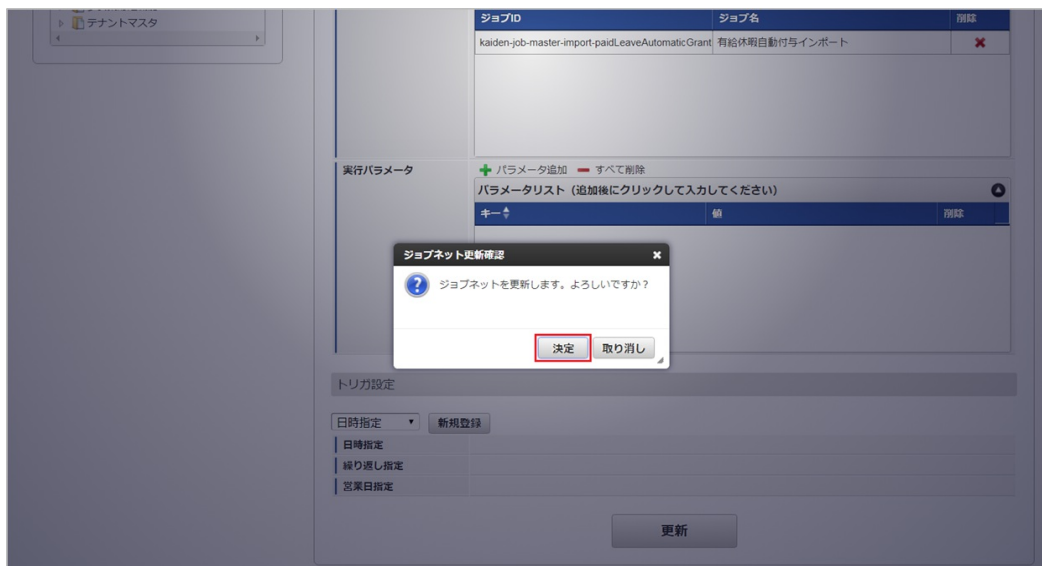 テナントマスタ
ジョブID ジョブ名 削除
kaiden-job-master-import-paidLeaveAutomaticGrant 有給休暇自動付与インポート
実行パラメータ パラメータ追加 すべて削除
パラメータリスト（追加後にクリックして入力してください）
キー 値 削除
ジョブネット更新確認
ジョブネットを更新します。よろしいですか？
決定 取り消し
トリガ設定
日時指定 新規登録
日時指定
繰り返し指定
営業日指定
更新